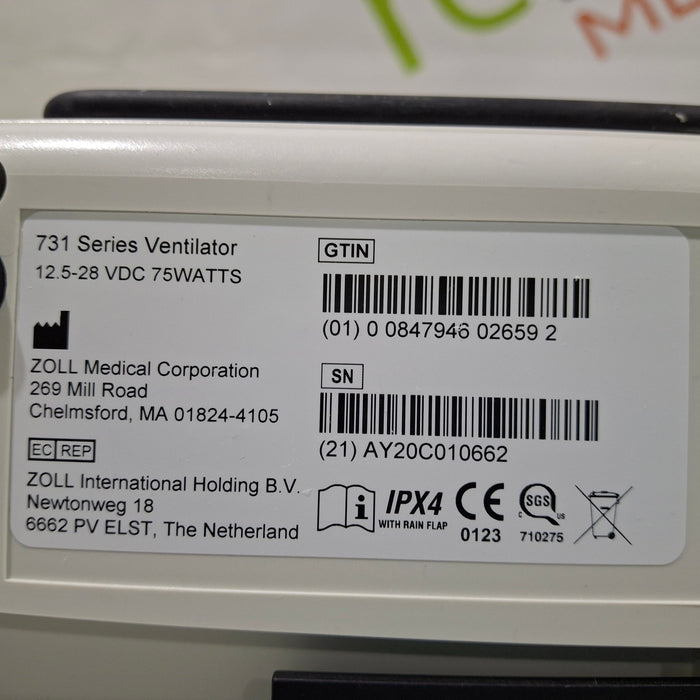 731 Series Ventilator
12.5-28 VDC 75WATTS
ZOLL Medical Corporation
269 Mill Road
Chelmsford, MA 01824-4105
EC REP
ZOLL International Holding B.V.
Newtonweg 18
6662 PV ELST, The Netherland
GTIN
(01) 0 0847946 02659 2
SN
(21) AY20C010662
i
IPX4
WITH RAIN FLAP
CE
0123
SGS
C US
710275